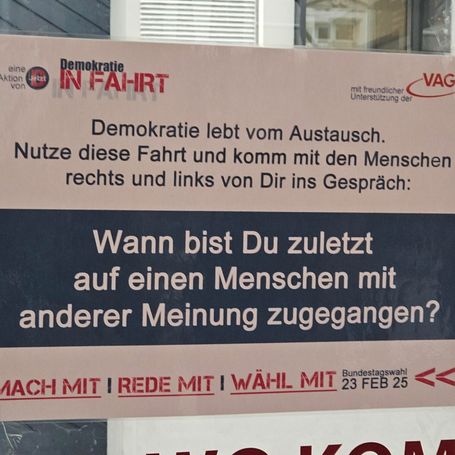 eine
Aktion
von
Jetzt
Demokratie
IN FAHRT
mit freundlicher
Unterstützung der
VAG
Demokratie lebt vom Austausch.
Nutze diese Fahrt und komm mit den Menschen
rechts und links von Dir ins Gespräch:
Wann bist Du zuletzt
auf einen Menschen mit
anderer Meinung zugegangen?
MACH MIT I REDE MIT I WÄHL MIT
Bundestagswahl
23 FEB 25